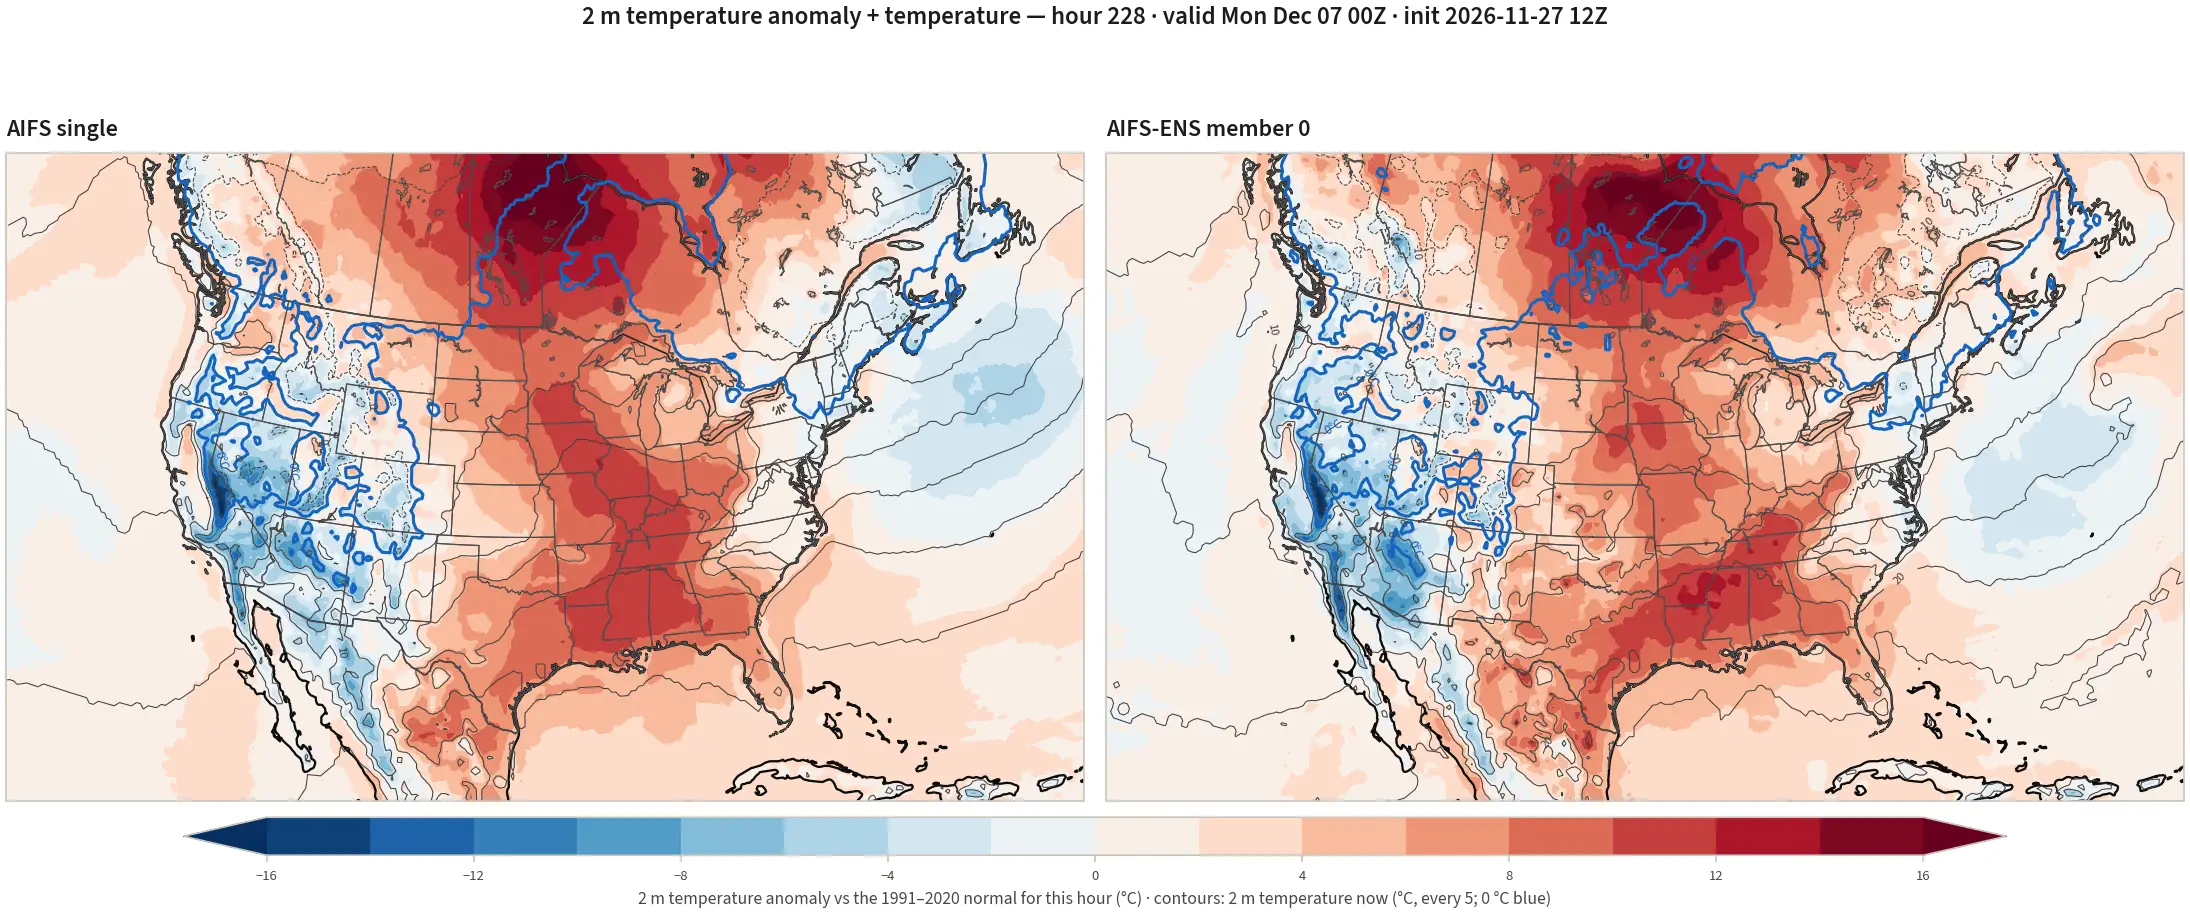 2 m temperature anomaly + temperature — hour 228 · valid Mon Dec 07 00Z · init 2026-11-27 12Z
AIFS single
AIFS-ENS member 0
−16
−12
−8
−4
0
4
8
12
16
2 m temperature anomaly vs the 1991–2020 normal for this hour (°C) · contours: 2 m temperature now (°C, every 5; 0 °C blue)